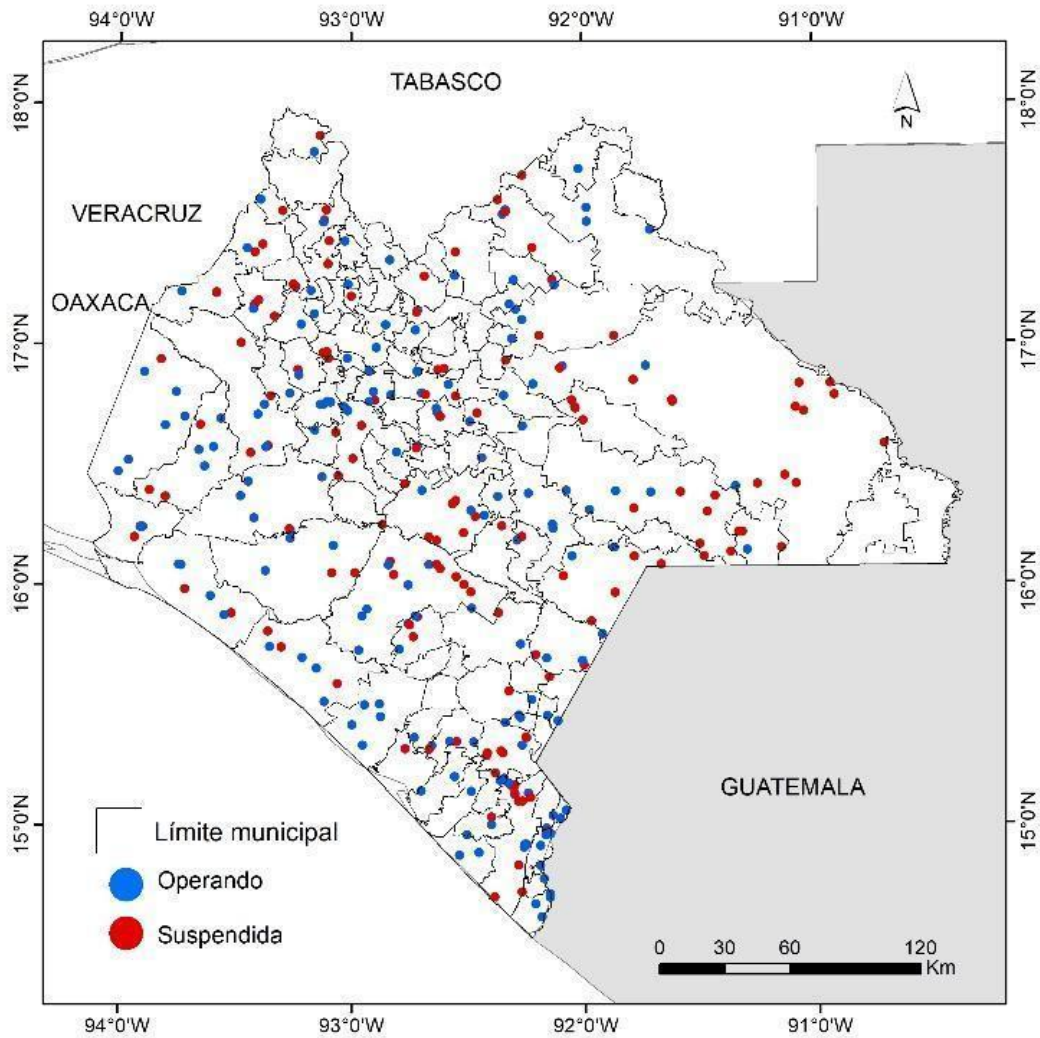 94°0'W 93°0'W 92°0'W 91°0'W
18°0'N
18°0'N
TABASCO
N
VERACRUZ
OAXACA
17°0'N
17°0'N
16°0'N
16°0'N
GUATEMALA
15°0'N
15°0'N
Límite municipal
Operando
Suspendida
0 30 60 120
Km
94°0'W 93°0'W 92°0'W 91°0'W